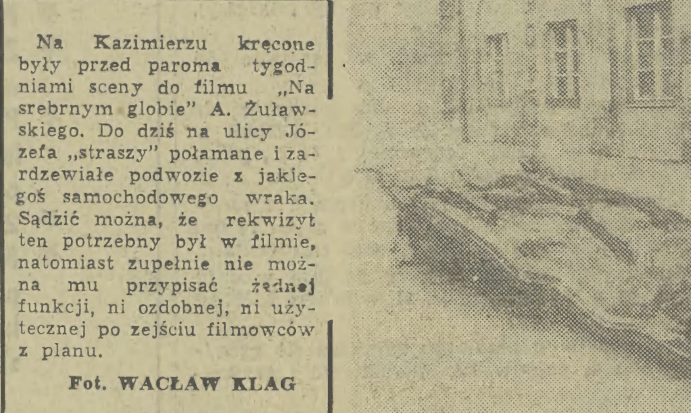 Na Kazimierzu kręcone
były przed paroma tygod-
niami sceny do filmu „Na
srebrnym globie” A. Żuław-
skiego. Do dziś na ulicy Jó-
zefa „straszy” połamane i za-
rdzewiałe podwozie z jakie-
goś samochodowego wraka.
Sądzić można, że rekwizyt
ten potrzebny był w filmie,
natomiast zupełnie nie moż-
na mu przypisać żadnej
funkcji, ni ozdobnej, ni uży-
tecznej po zejściu filmowców
z planu.
Fot. WACŁAW KLAG